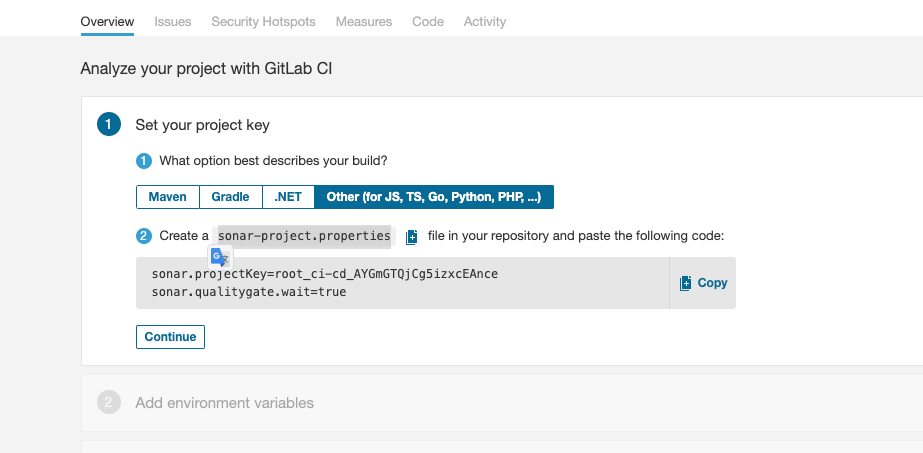 Overview Issues Security Hotspots Measures Code Activity
Analyze your project with GitLab CI
1 Set your project key
1 What option best describes your build?
Maven Gradle .NET Other (for JS, TS, Go, Python, PHP, ...)
2 Create a sonar-project.properties file in your repository and paste the following code:
sonar.projectKey=root_ci-cd_AYGmGTQjCg5izxcEAnce
sonar.qualitygate.wait=true
Copy
Continue
2 Add environment variables